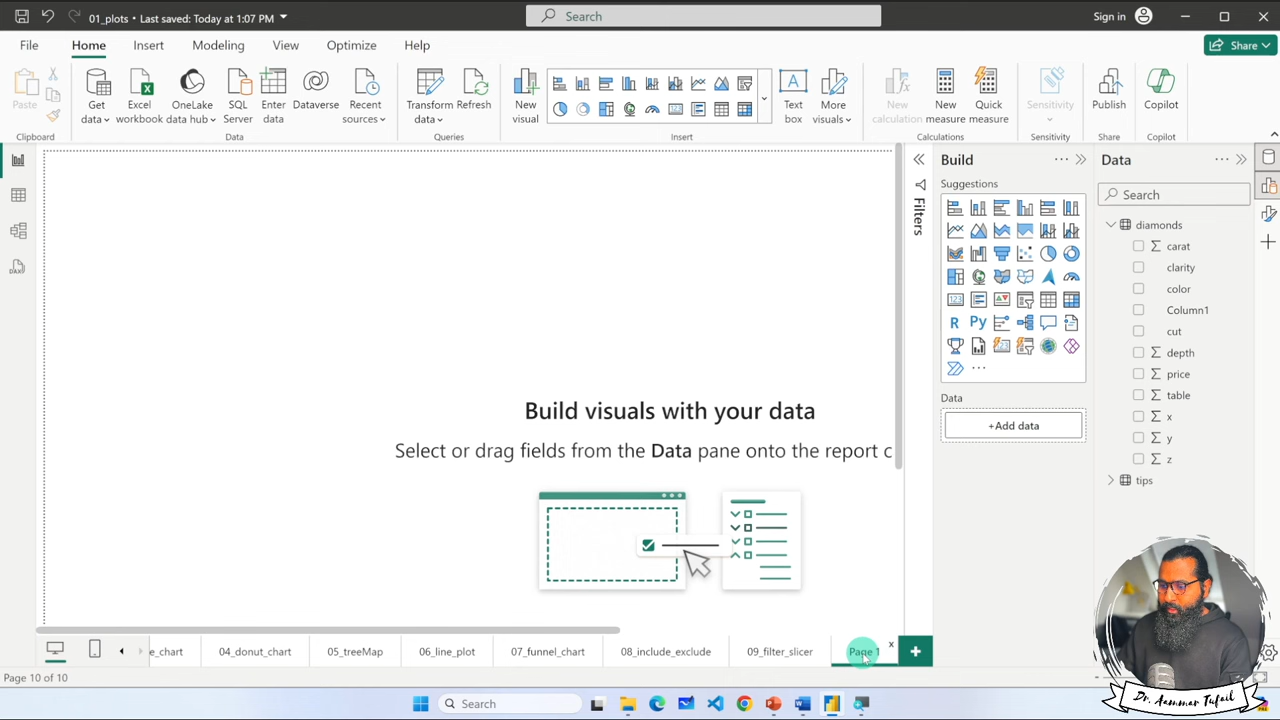 01_plots • Last saved: Today at 1:07 PM
Search
Sign in
File
Home
Insert
Modeling
View
Optimize
Help
Share
Paste
Get data
Excel workbook
OneLake data hub
SQL Server
Enter data
Dataverse
Recent sources
Transform data
Refresh
New visual
Text box
More visuals
New calculation
New measure
Quick measure
Sensitivity
Publish
Copilot
Clipboard
Data
Queries
Insert
Calculations
Sensitivity
Share
Copilot
Filters
Build
Suggestions
R
Py
123
Data
+Add data
Data
Search
diamonds
carat
clarity
color
Column1
cut
depth
price
table
x
y
z
tips
Build visuals with your data
Select or drag fields from the Data pane onto the report c
e_chart
04_donut_chart
05_treeMap
06_line_plot
07_funnel_chart
08_include_exclude
09_filter_slicer
Page 1
Page 10 of 10
Search
Dr. Aammar Tufail